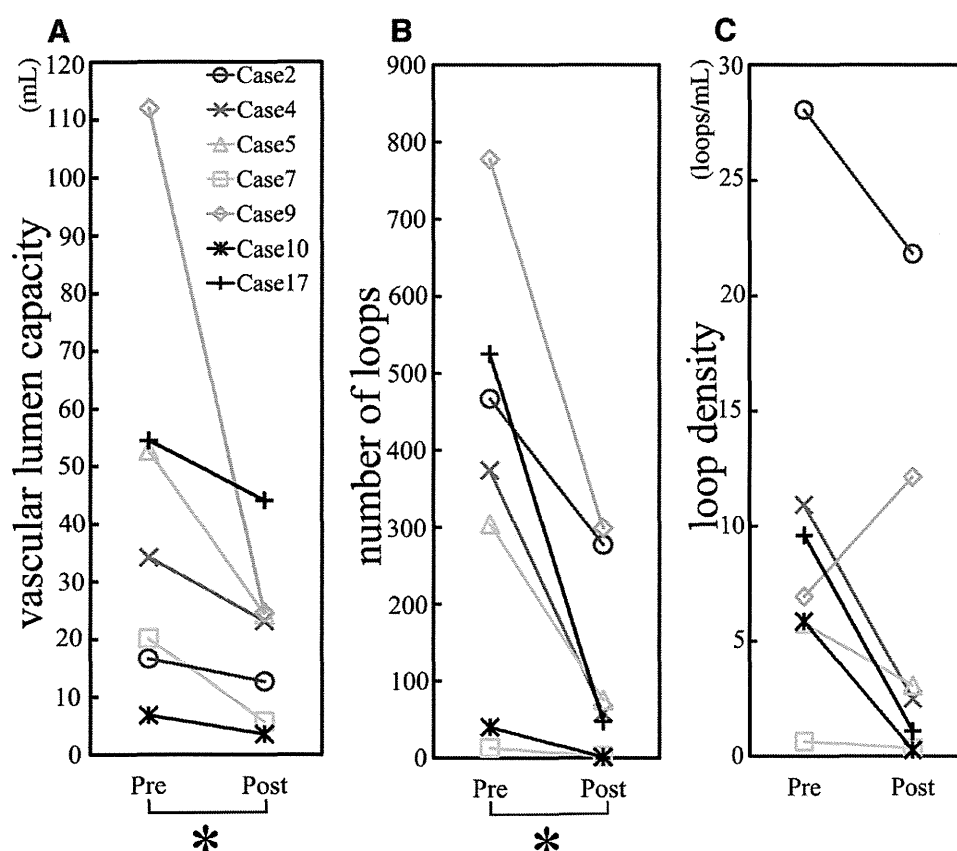 A
vascular lumen capacity
(mL)
120
110
100
90
80
70
60
50
40
30
20
10
0
Case2
Case4
Case5
Case7
Case9
Case10
Case17
Pre
Post
*
B
number of loops
900
800
700
600
500
400
300
200
100
0
Pre
Post
*
C
loop density
(loops/mL)
30
25
20
15
10
5
0
Pre
Post